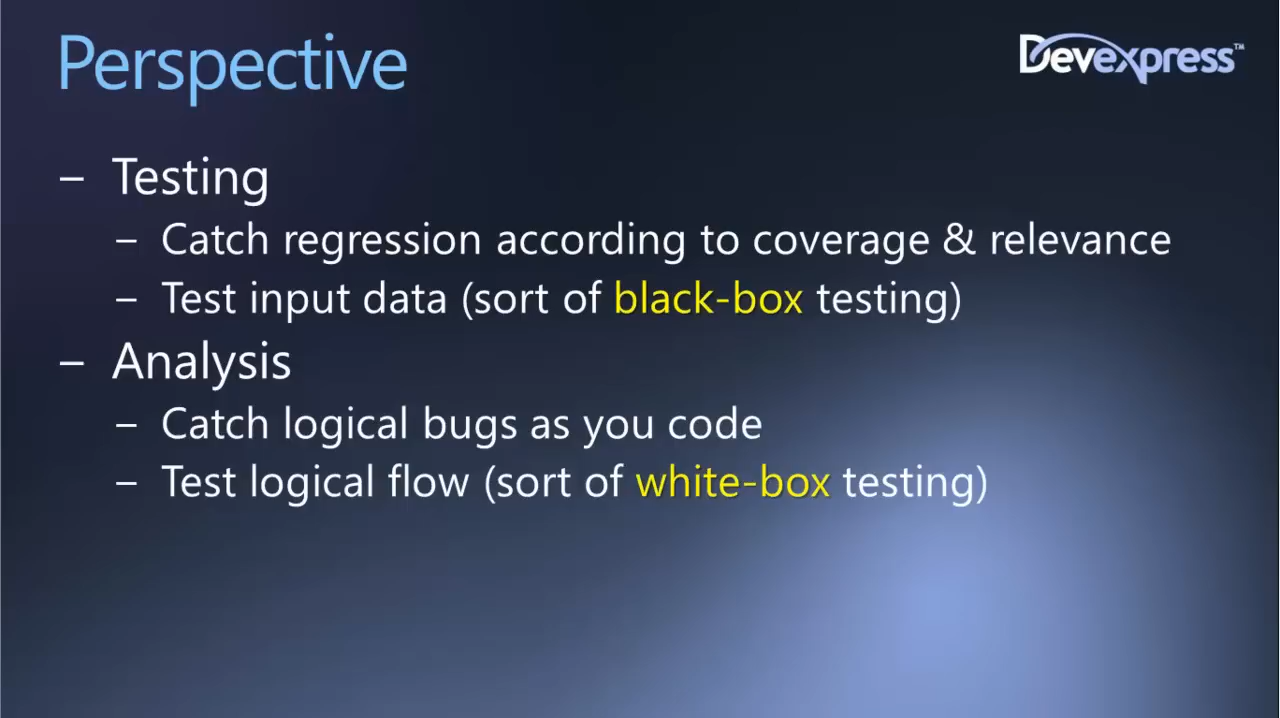 Perspective
Devexpress™
– Testing
– Catch regression according to coverage & relevance
– Test input data (sort of black-box testing)
– Analysis
– Catch logical bugs as you code
– Test logical flow (sort of white-box testing)